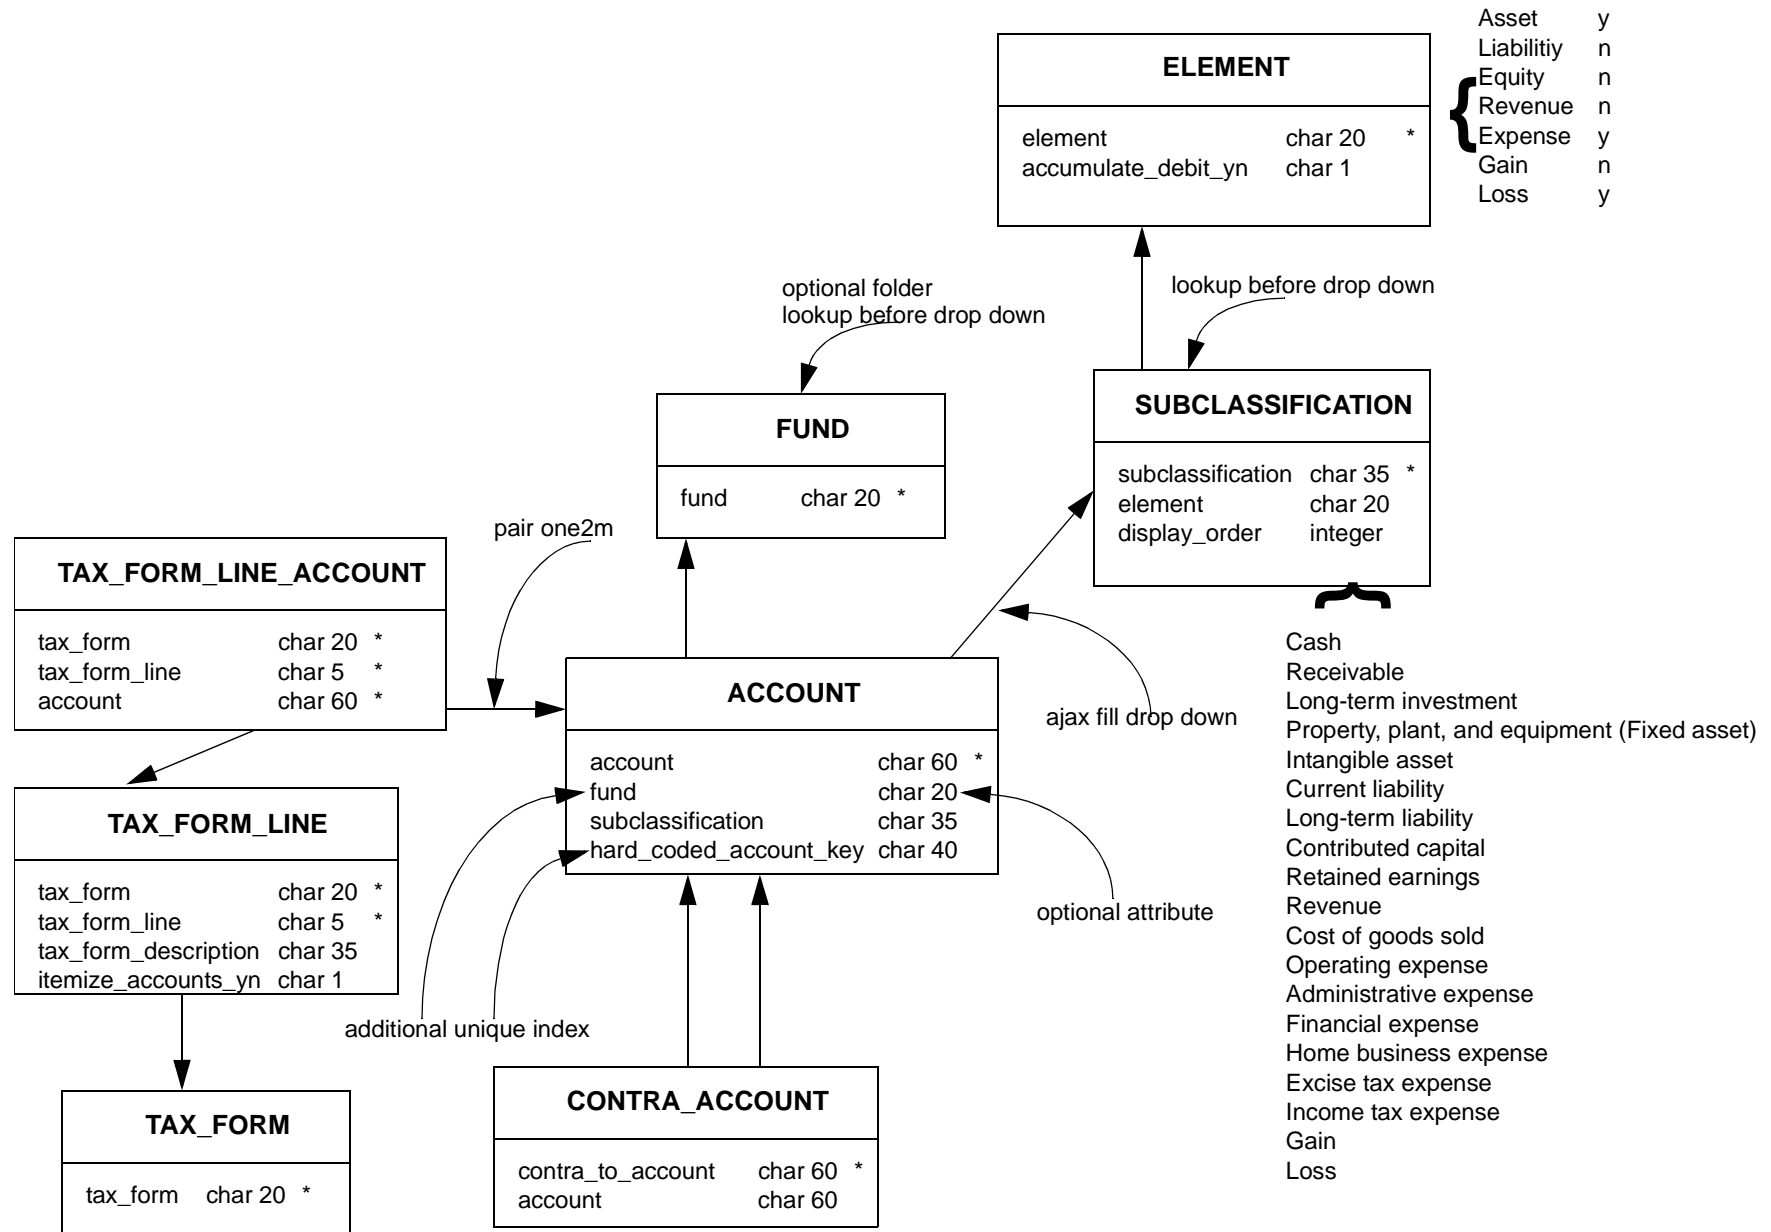 Asset y
Liabilitiy n
Equity n
Revenue n
Expense y
Gain n
Loss y
ELEMENT
element char 20 *
accumulate_debit_yn char 1
optional folder
lookup before drop down
lookup before drop down
FUND
fund char 20 *
SUBCLASSIFICATION
subclassification char 35 *
element char 20
display_order integer
pair one2m
TAX_FORM_LINE_ACCOUNT
tax_form char 20 *
tax_form_line char 5 *
account char 60 *
ACCOUNT
account char 60 *
fund char 20
subclassification char 35
hard_coded_account_key char 40
ajax fill drop down
Cash
Receivable
Long-term investment
Property, plant, and equipment (Fixed asset)
Intangible asset
Current liability
Long-term liability
Contributed capital
Retained earnings
Revenue
Cost of goods sold
Operating expense
Administrative expense
Financial expense
Home business expense
Excise tax expense
Income tax expense
Gain
Loss
TAX_FORM_LINE
tax_form char 20 *
tax_form_line char 5 *
tax_form_description char 35
itemize_accounts_yn char 1
optional attribute
additional unique index
TAX_FORM
tax_form char 20 *
CONTRA_ACCOUNT
contra_to_account char 60 *
account char 60